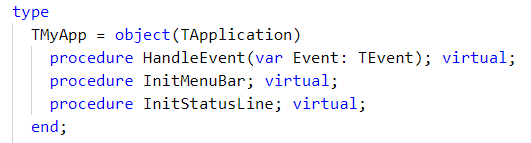 type
  TMyApp = object(TApplication)
    procedure HandleEvent(var Event: TEvent); virtual;
    procedure InitMenuBar; virtual;
    procedure InitStatusLine; virtual;
  end;